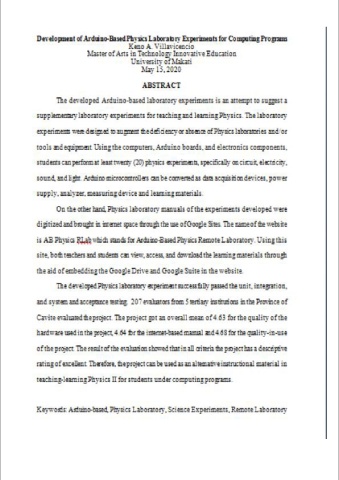 Development of Arduino-Based Physics Laboratory Experiments for Computing Programs
Keno A. Villavicencio
Master of Arts in Technology Innovative Education
University of Makati
May 13, 2020
ABSTRACT
The developed Arduino-based laboratory experiments is an attempt to suggest a
supplementary laboratory experiments for teaching and learning Physics. The laboratory
experiments were designed to augment the deficiency or absence of Physics laboratories and/or
tools and equipment. Using the computers, Arduino boards, and electronics components,
students can perform at least twenty (20) physics experiments, specifically on circuit, electricity,
sound, and light. Arduino microcontrollers can be converted as data acquisition devices, power
supply, analyzer, measuring device and learning materials.
On the other hand, Physics laboratory manuals of the experiments developed were
digitized and brought in internet space through the use of Google Sites. The name of the website
is AB Physics RLab which stands for Arduino-Based Physics Remote Laboratory. Using this
site, both teachers and students can view, access, and download the learning materials through
the aid of embedding the Google Drive and Google Suite in the website.
The developed Physics laboratory experiment successfully passed the unit, integration,
and system and acceptance testing. 207 evaluators from 5 tertiary institutions in the Province of
Cavite evaluated the project. The project got an overall mean of 4.63 for the quality of the
hardware used in the project, 4.64 for the internet-based manual and 4.68 for the quality-in-use
of the project. The result of the evaluation showed that in all criteria the project has a descriptive
rating of excellent. Therefore, the project can be used as an alternative instructional material in
teaching-learning Physics II for students under computing programs.
Keywords: Arduino-based, Physics Laboratory, Science Experiments, Remote Laboratory